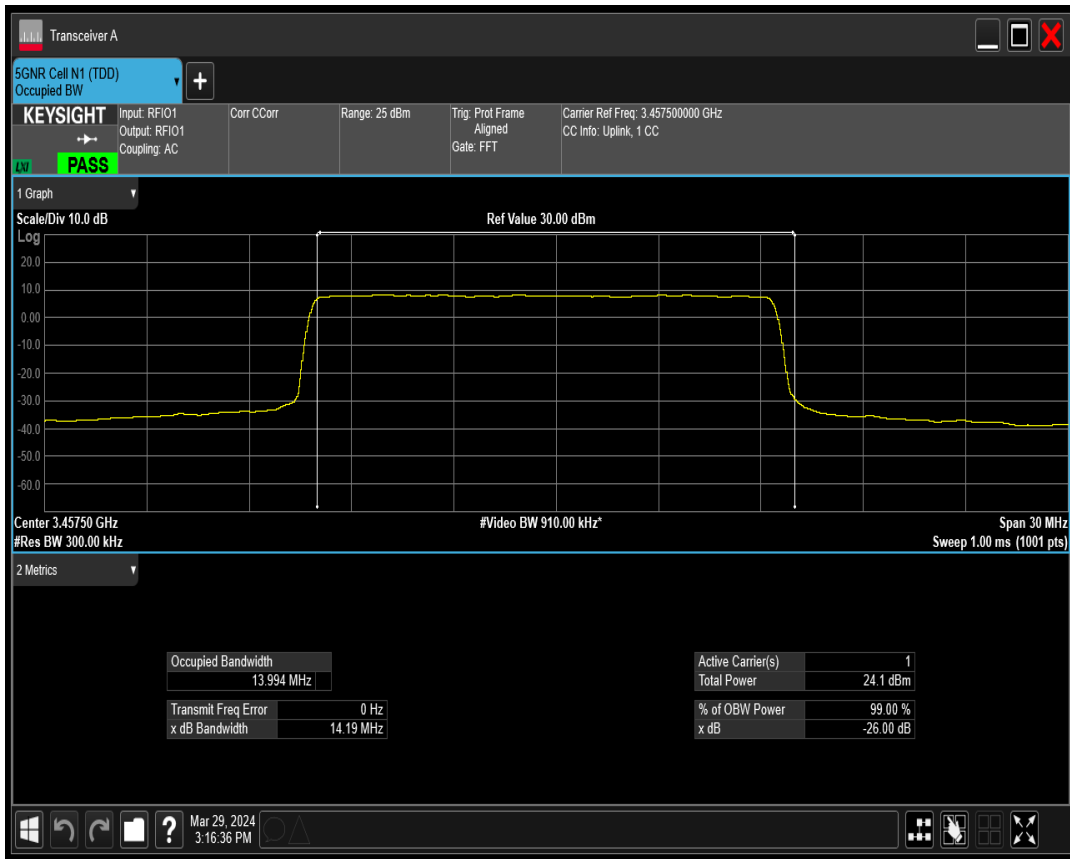 Transceiver A
5GNR Cell N1 (TDD)
Occupied BW
+
KEYSIGHT
LXI
PASS
Input: RFIO1
Output: RFIO1
Coupling: AC
Corr CCorr
Range: 25 dBm
Trig: Prot Frame
Aligned
Gate: FFT
Carrier Ref Freq: 3.457500000 GHz
CC Info: Uplink, 1 CC
1 Graph
Scale/Div 10.0 dB
Ref Value 30.00 dBm
Log
20.0
10.0
0.00
-10.0
-20.0
-30.0
-40.0
-50.0
-60.0
Center 3.45750 GHz
#Video BW 910.00 kHz*
Span 30 MHz
#Res BW 300.00 kHz
Sweep 1.00 ms (1001 pts)
2 Metrics
Occupied Bandwidth
13.994 MHz
Transmit Freq Error 0 Hz
x dB Bandwidth 14.19 MHz
Active Carrier(s) 1
Total Power 24.1 dBm
% of OBW Power 99.00 %
x dB -26.00 dB
?
Mar 29, 2024
3:16:36 PM